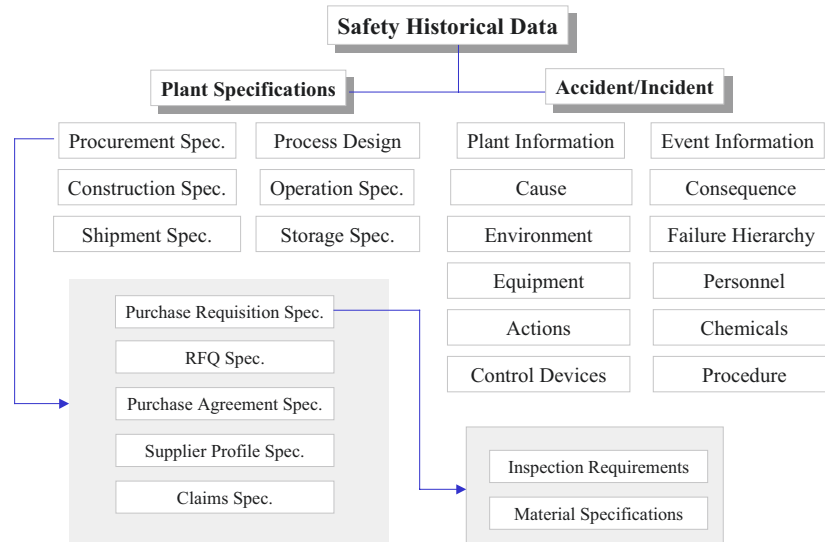 Safety Historical Data
Plant Specifications
Accident/Incident
Procurement Spec.
Process Design
Plant Information
Event Information
Construction Spec.
Operation Spec.
Cause
Consequence
Shipment Spec.
Storage Spec.
Environment
Failure Hierarchy
Equipment
Personnel
Purchase Requisition Spec.
Actions
Chemicals
RFQ Spec.
Control Devices
Procedure
Purchase Agreement Spec.
Supplier Profile Spec.
Inspection Requirements
Claims Spec.
Material Specifications